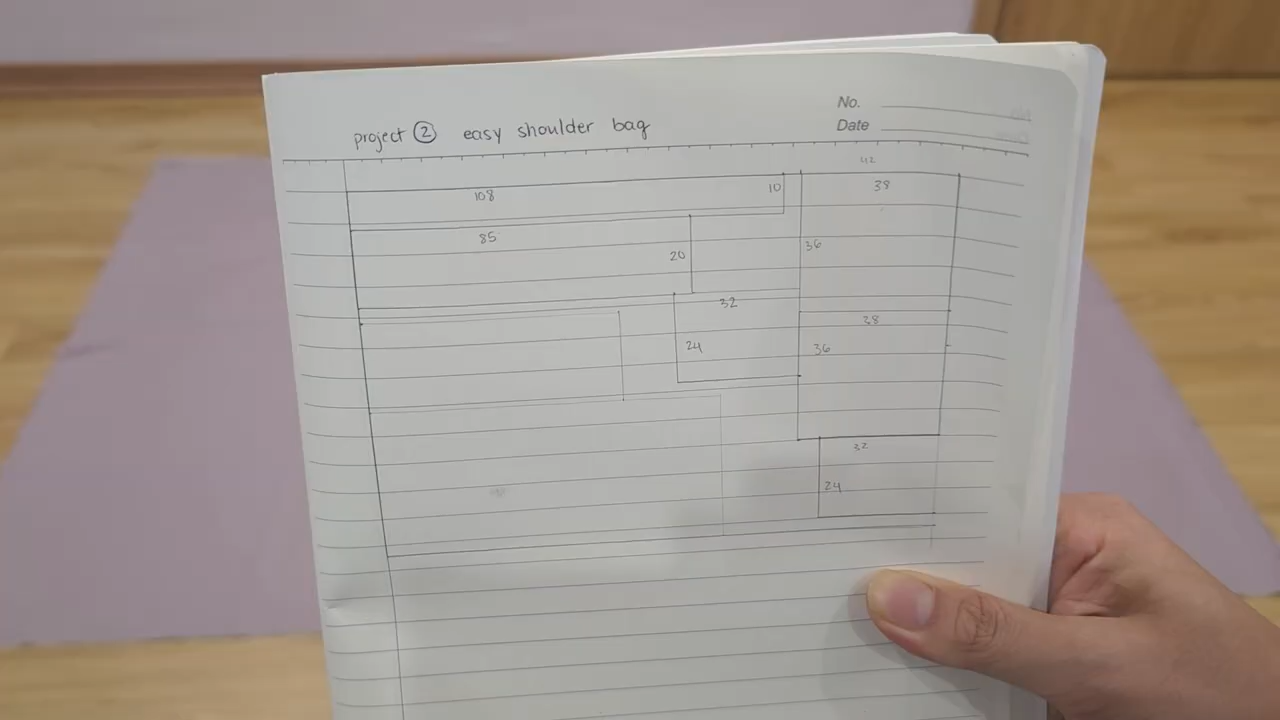 No.
project ② easy shoulder bag
Date
42
108 10 38
85
20 36
32
38
24 36
32
24